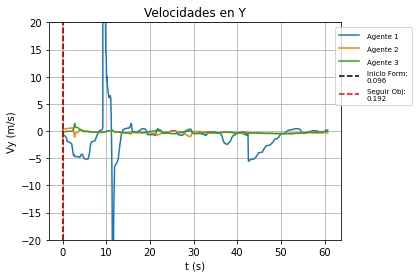 Velocidades en Y
Vy (m/s)
20
15
10
5
0
−5
−10
−15
−20
0
10
20
30
40
50
60
t (s)
Agente 1
Agente 2
Agente 3
Inicio Form:
0.096
Seguir Obj:
0.192